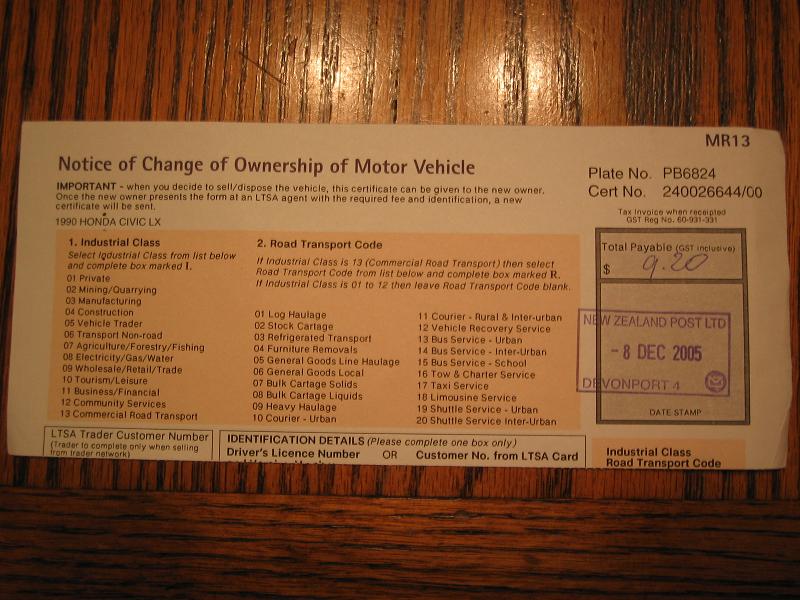 MR13
Notice of Change of Ownership of Motor Vehicle
IMPORTANT - when you decide to sell/dispose the vehicle, this certificate can be given to the new owner.
Once the new owner presents the form at an LTSA agent with the required fee and identification, a new
certificate will be sent.
1990 HONDA CIVIC LX
Plate No. PB6824
Cert No. 240026644/00
Tax Invoice when receipted
GST Reg No. 60-931-331
1. Industrial Class
Select Industrial Class from list below
and complete box marked I.
01 Private
02 Mining/Quarrying
03 Manufacturing
04 Construction
05 Vehicle Trader
06 Transport Non-road
07 Agriculture/Forestry/Fishing
08 Electricity/Gas/Water
09 Wholesale/Retail/Trade
10 Tourism/Leisure
11 Business/Financial
12 Community Services
13 Commercial Road Transport
2. Road Transport Code
If Industrial Class is 13 (Commercial Road Transport) then select
Road Transport Code from list below and complete box marked R.
If Industrial Class is 01 to 12 then leave Road Transport Code blank.
01 Log Haulage
02 Stock Cartage
03 Refrigerated Transport
04 Furniture Removals
05 General Goods Line Haulage
06 General Goods Local
07 Bulk Cartage Solids
08 Bulk Cartage Liquids
09 Heavy Haulage
10 Courier - Urban
11 Courier - Rural & Inter-urban
12 Vehicle Recovery Service
13 Bus Service - Urban
14 Bus Service - Inter-Urban
15 Bus Service - School
16 Tow & Charter Service
17 Taxi Service
18 Limousine Service
19 Shuttle Service - Urban
20 Shuttle Service Inter-Urban
Total Payable (GST inclusive)
$ 9.20
NEW ZEALAND POST LTD
- 8 DEC 2005
DEVONPORT 4
DATE STAMP
LTSA Trader Customer Number
(Trader to complete only when selling
from trader network)
IDENTIFICATION DETAILS (Please complete one box only)
Driver's Licence Number OR Customer No. from LTSA Card
Industrial Class
Road Transport Code